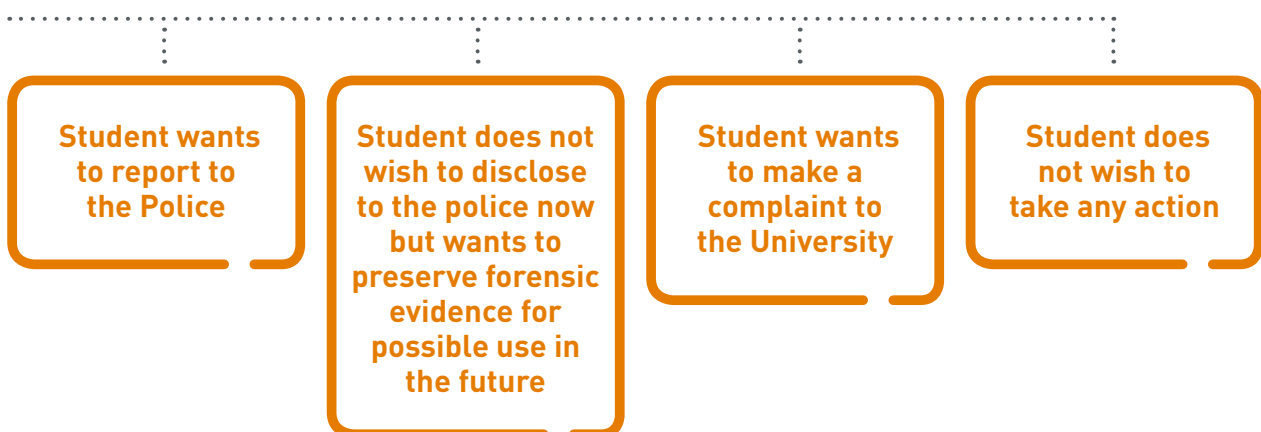 Student wants
to report to
the Police
Student does not
wish to disclose
to the police now
but wants to
preserve forensic
evidence for
possible use in
the future
Student wants
to make a
complaint to
the University
Student does
not wish to
take any action